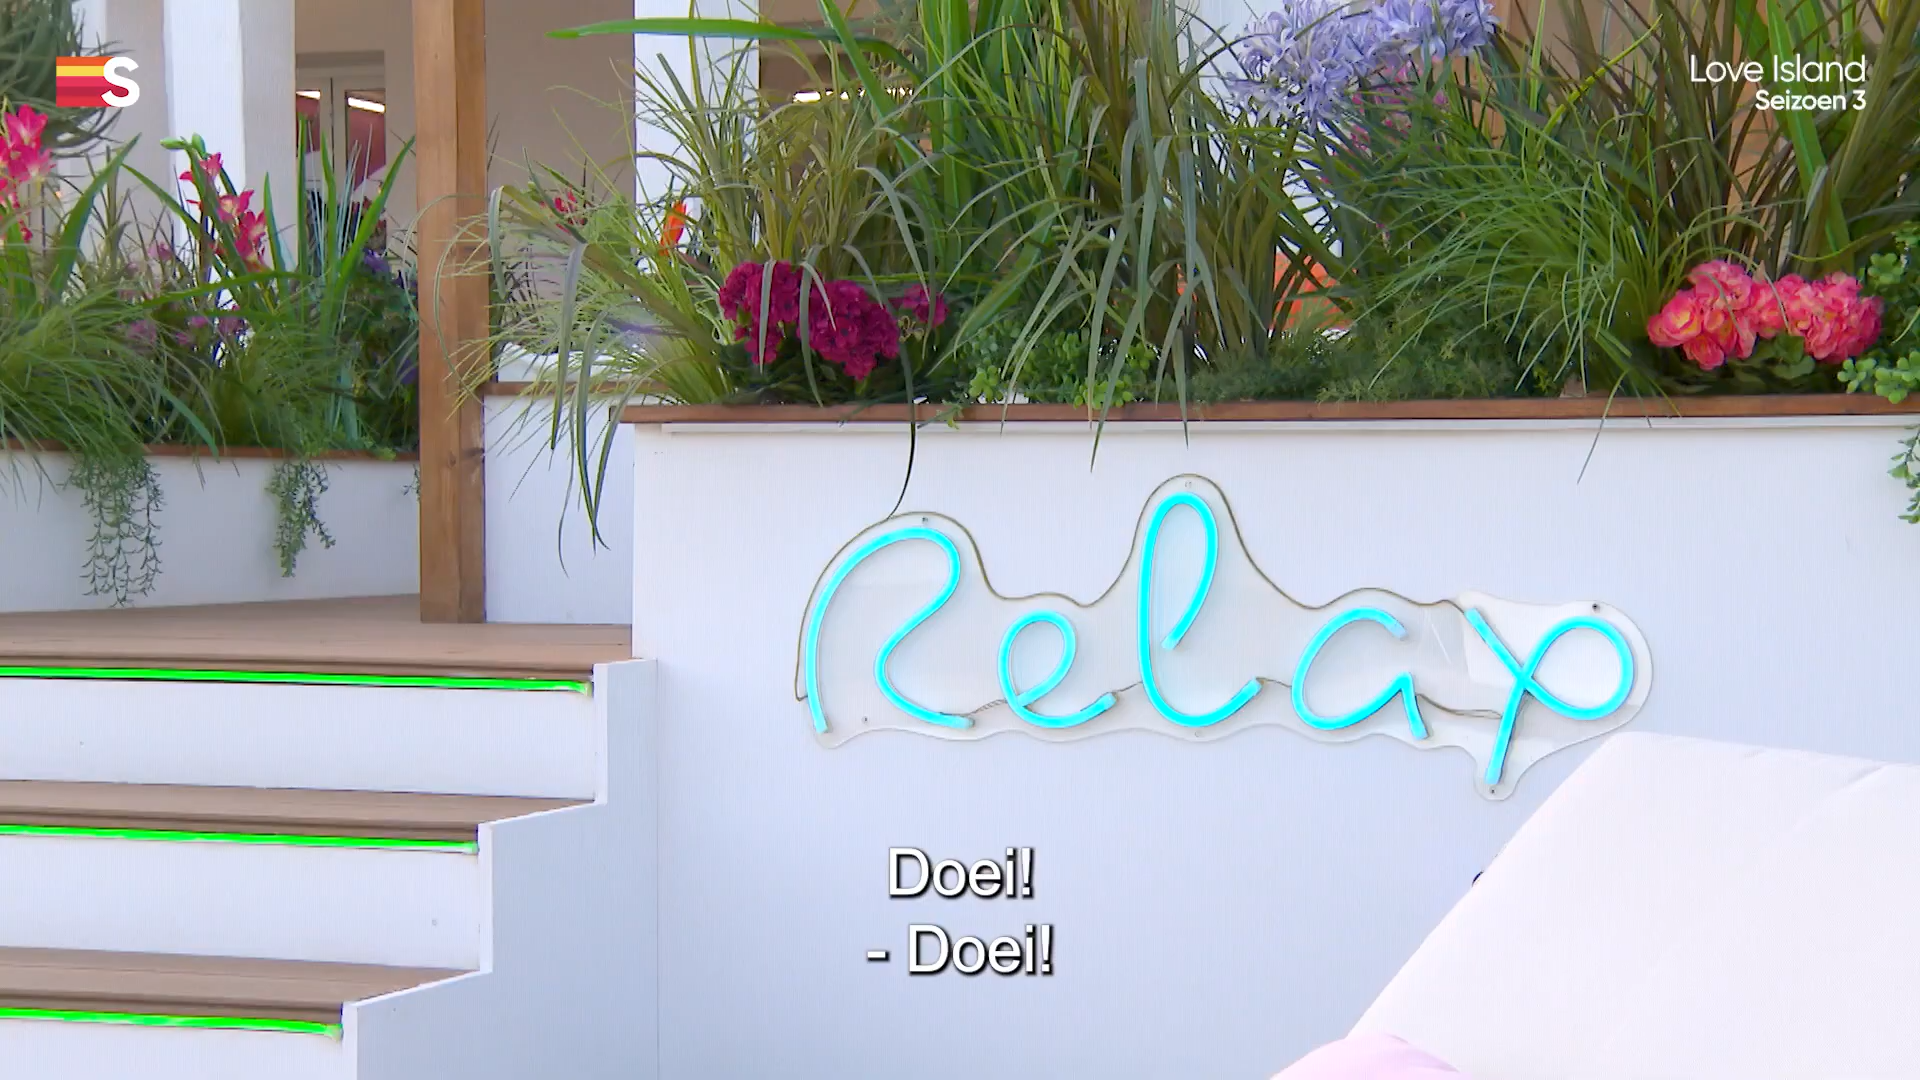 S
Love Island
Seizoen 3
Relax
Doei!
- Doei!